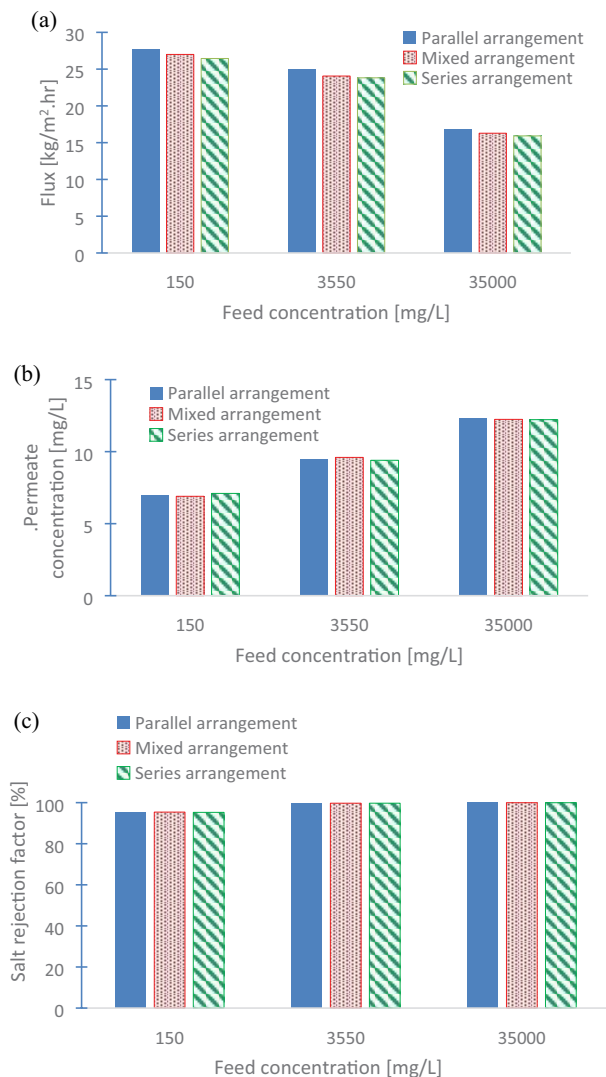 (a)
30
25
20
15
10
5
0
Flux [kg/m².hr]
Parallel arrangement
Mixed arrangement
Series arrangement
150 3550 35000
Feed concentration [mg/L]
(b)
15
10
5
0
.Permeate
concentration [mg/L]
Parallel arrangement
Mixed arrangement
Series arrangement
150 3550 35000
Feed concentration [mg/L]
(c)
Parallel arrangement
Mixed arrangement
Series arrangement
100
80
60
40
20
0
Salt rejection factor [%]
150 3550 35000
Feed concentration [mg/L]